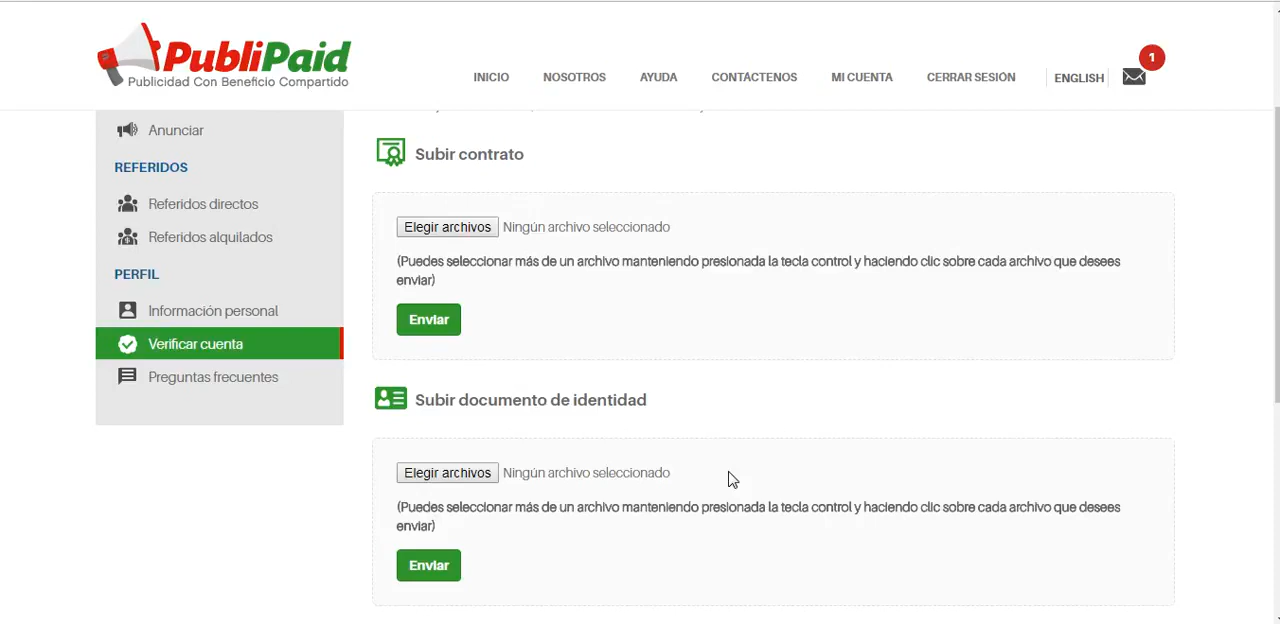 PubliPaid
Publicidad Con Beneficio Compartido
INICIO
NOSOTROS
AYUDA
CONTÁCTENOS
MI CUENTA
CERRAR SESIÓN
ENGLISH
1
Anunciar
REFERIDOS
Referidos directos
Referidos alquilados
PERFIL
Información personal
Verificar cuenta
Preguntas frecuentes
Subir contrato
Elegir archivos Ningún archivo seleccionado
(Puedes seleccionar más de un archivo manteniendo presionada la tecla control y haciendo clic sobre cada archivo que desees
enviar)
Enviar
Subir documento de identidad
Elegir archivos Ningún archivo seleccionado
(Puedes seleccionar más de un archivo manteniendo presionada la tecla control y haciendo clic sobre cada archivo que desees
enviar)
Enviar